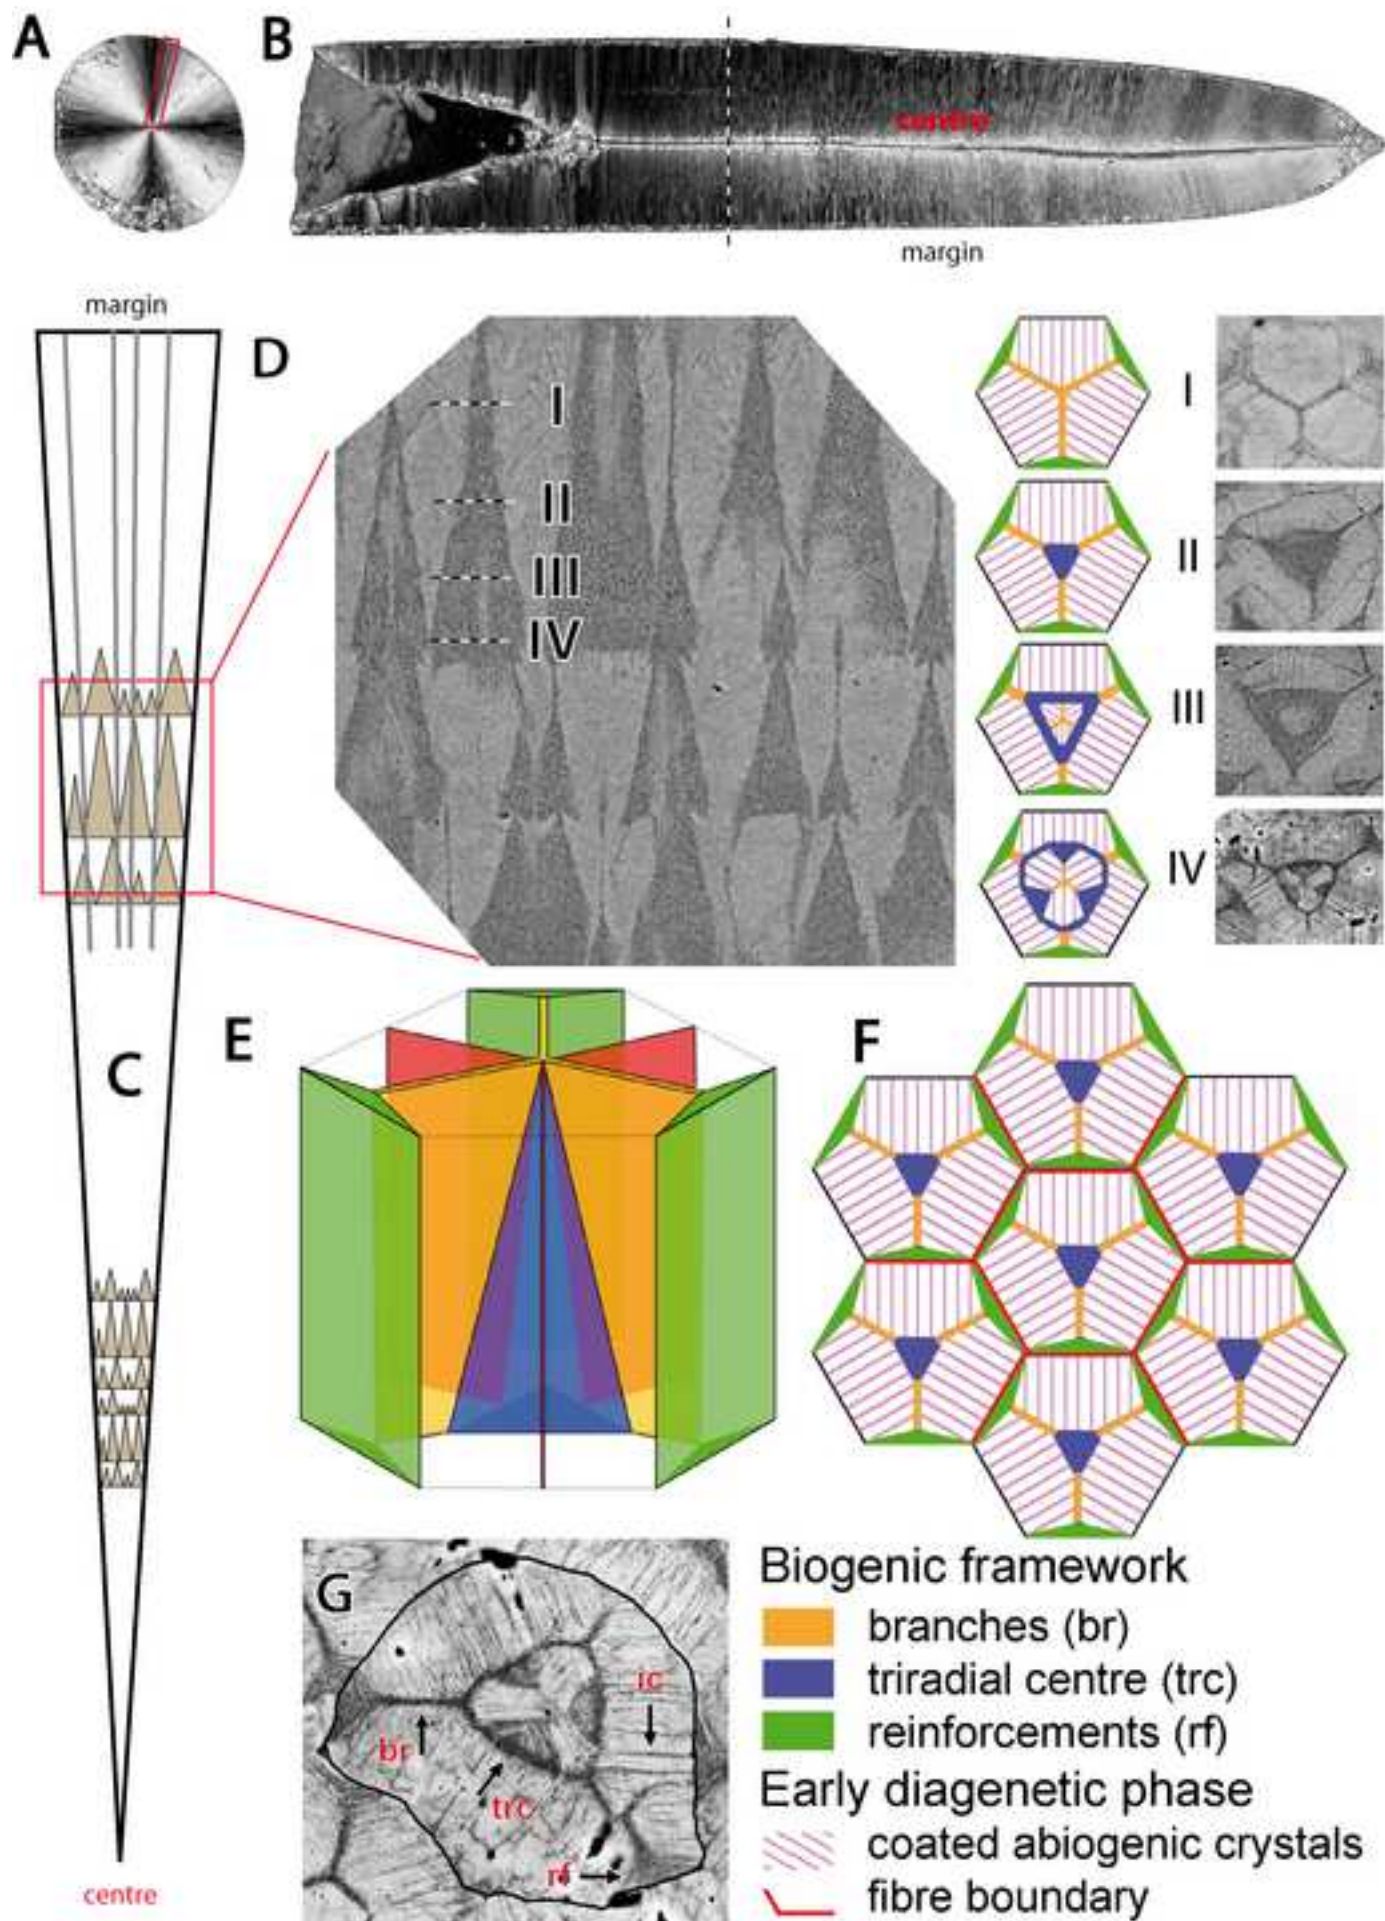 A
B
centre
margin
margin
D
I
II
III
IV
I
II
III
IV
C
E
F
centre
G
ic
br
trc
rf
Biogenic framework
branches (br)
triradial centre (trc)
reinforcements (rf)
Early diagenetic phase
coated abiogenic crystals
fibre boundary